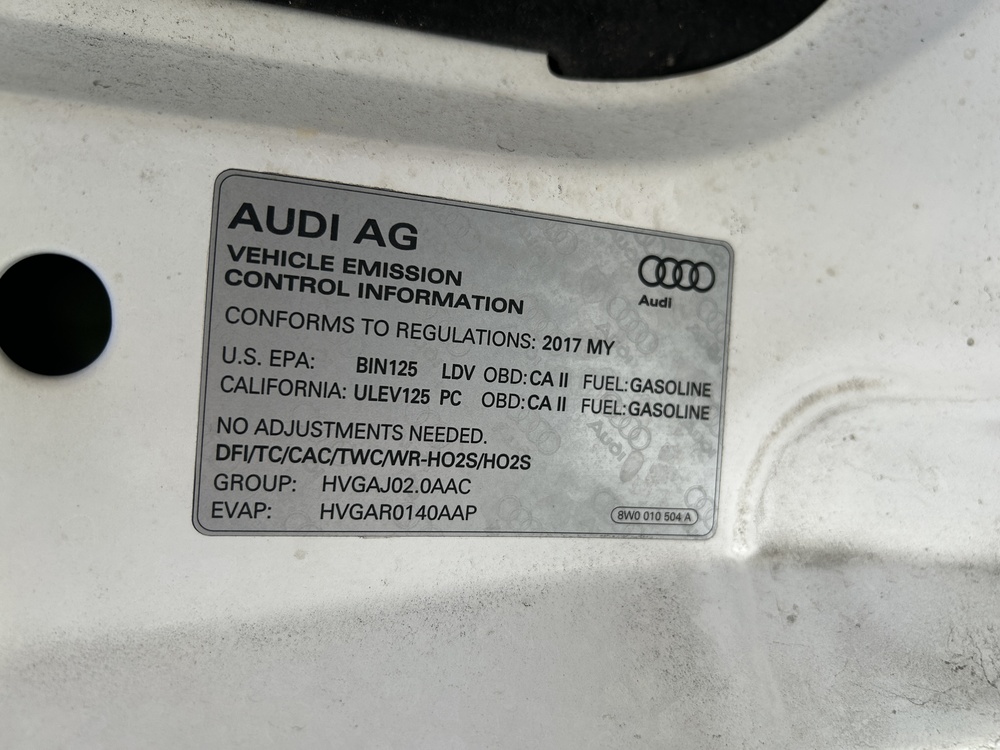 AUDI AG
VEHICLE EMISSION
CONTROL INFORMATION
Audi
CONFORMS TO REGULATIONS: 2017 MY
U.S. EPA: BIN125 LDV OBD: CA II FUEL: GASOLINE
CALIFORNIA: ULEV125 PC OBD: CA II FUEL: GASOLINE
NO ADJUSTMENTS NEEDED.
DFI/TC/CAC/TWC/WR-HO2S/HO2S
GROUP: HVGAJ02.0AAC
EVAP: HVGAR0140AAP
8W0 010 504 A